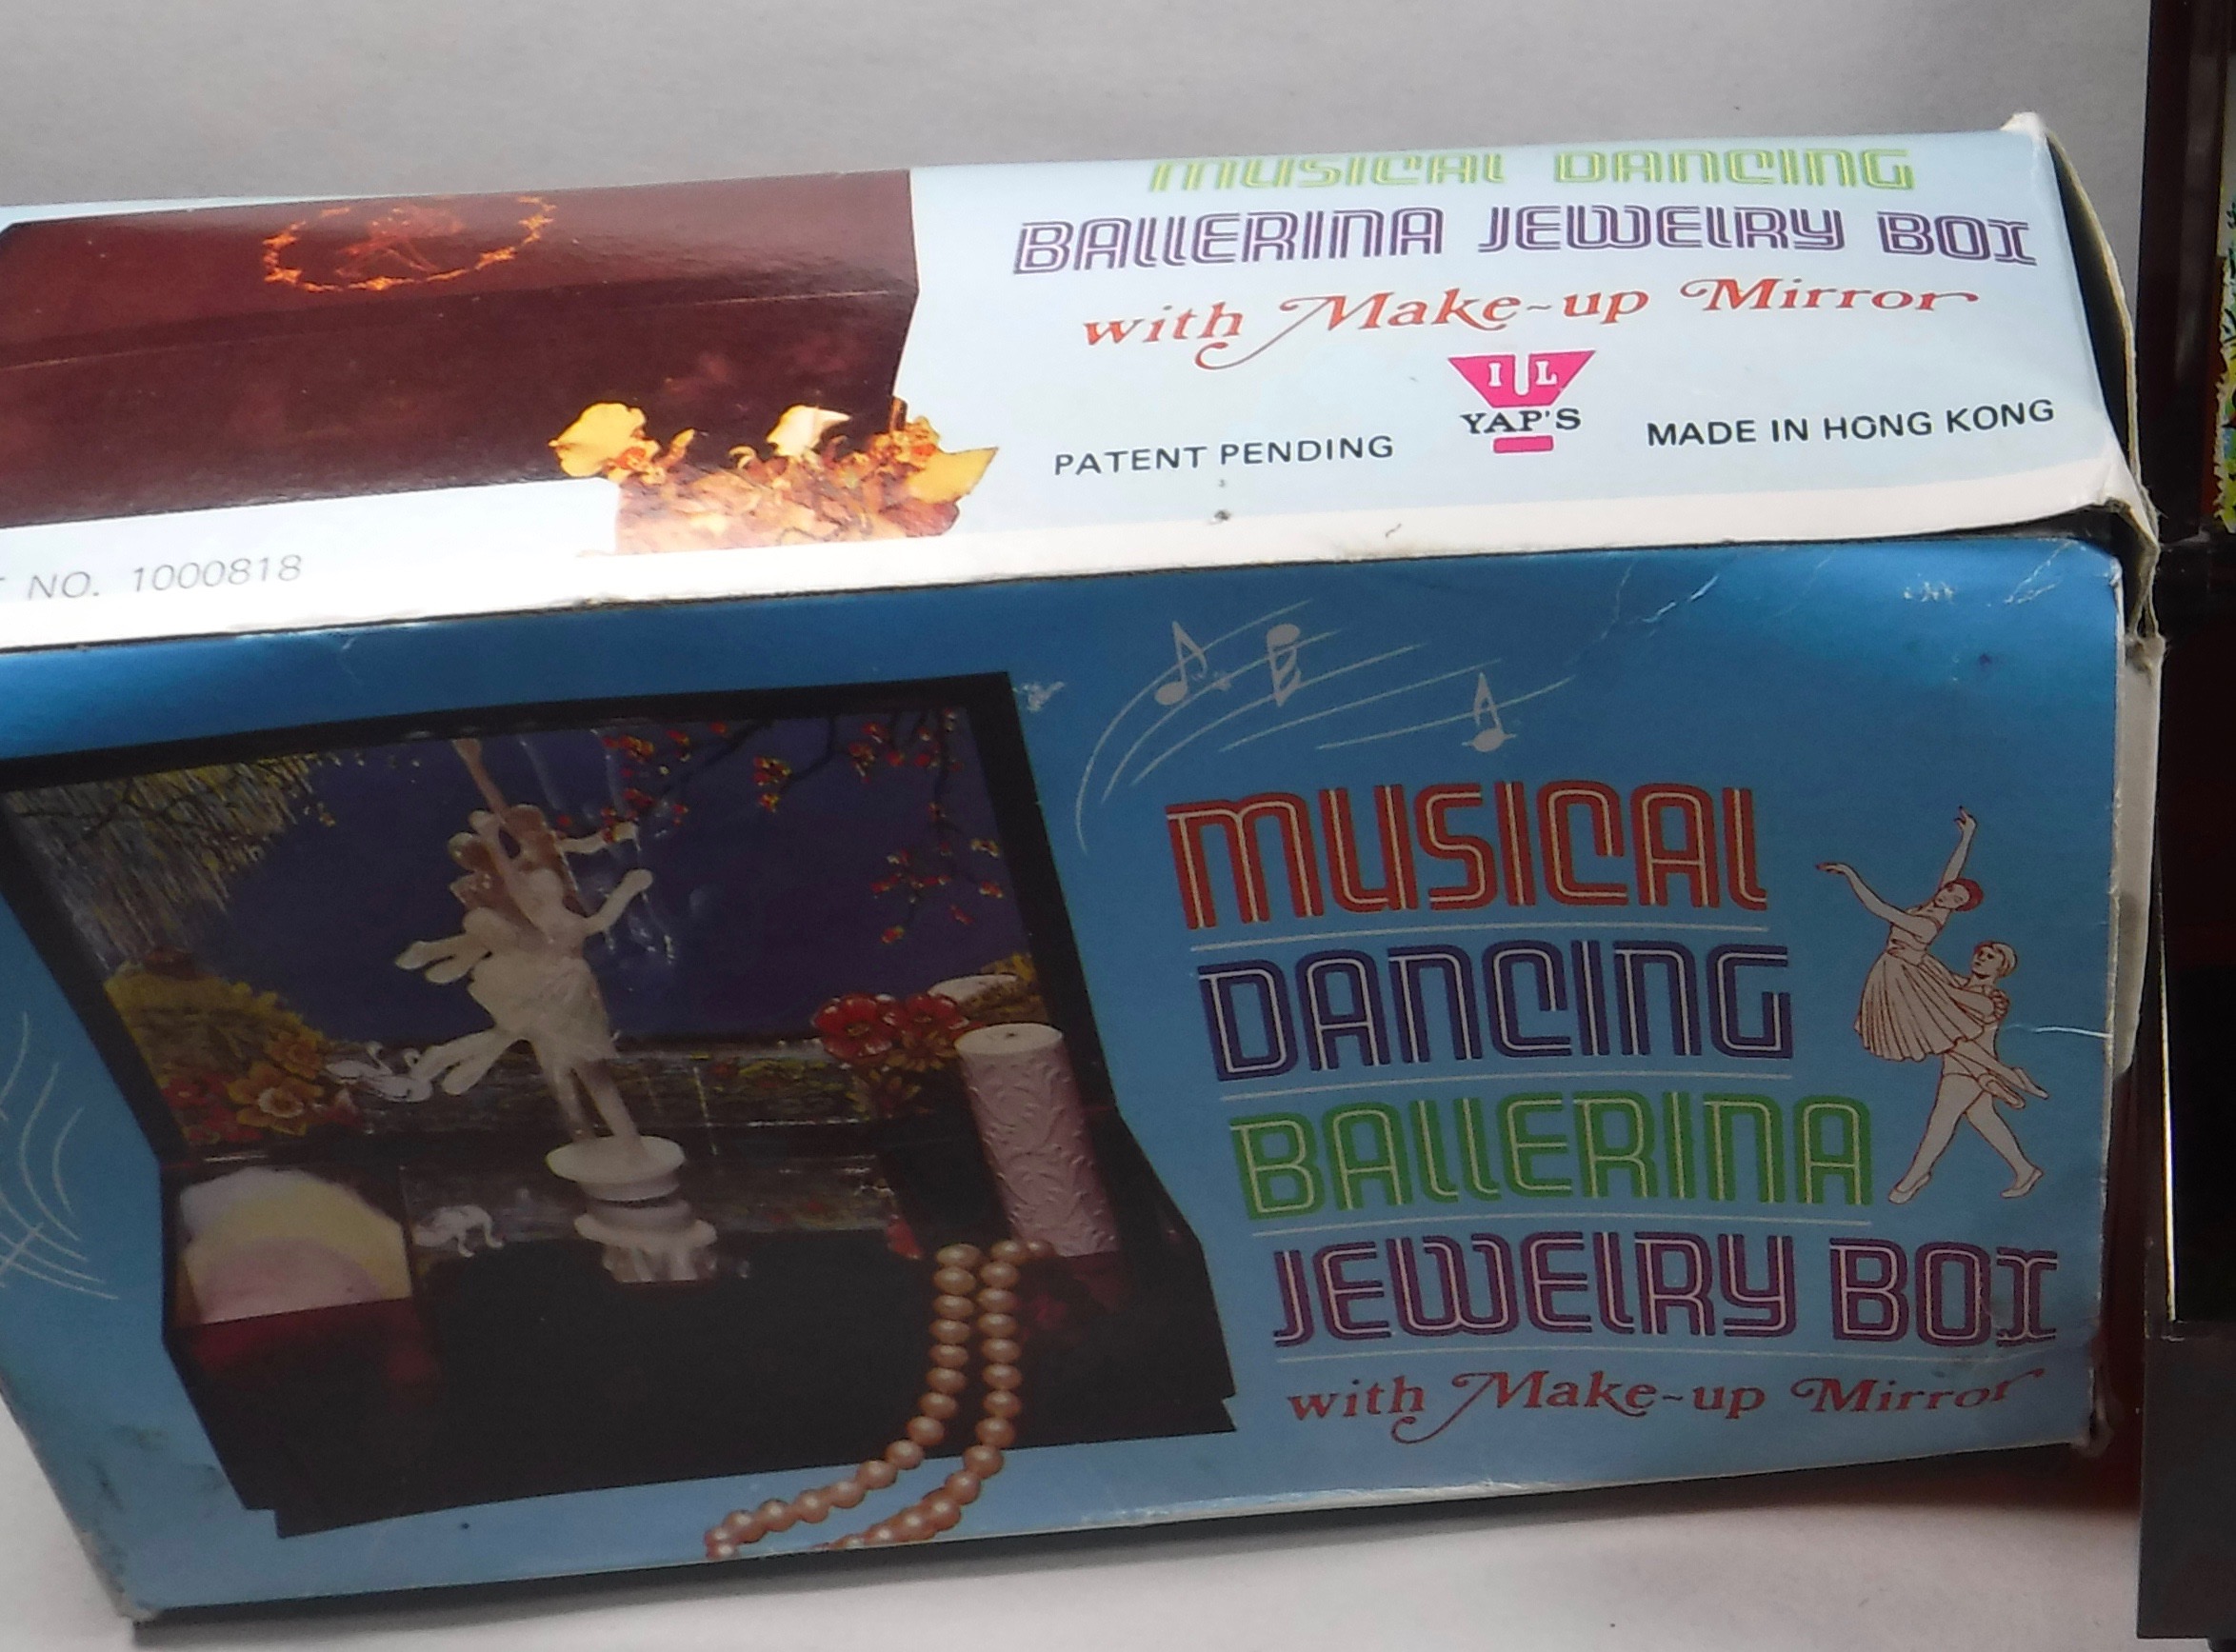 MUSICAL DANCING
BALLERINA JEWELRY BOX
with Make-up Mirror
I L
YAP'S
PATENT PENDING
MADE IN HONG KONG
NO. 1000818
MUSICAL
DANCING
BALLERINA
JEWELRY BOX
with Make-up Mirror